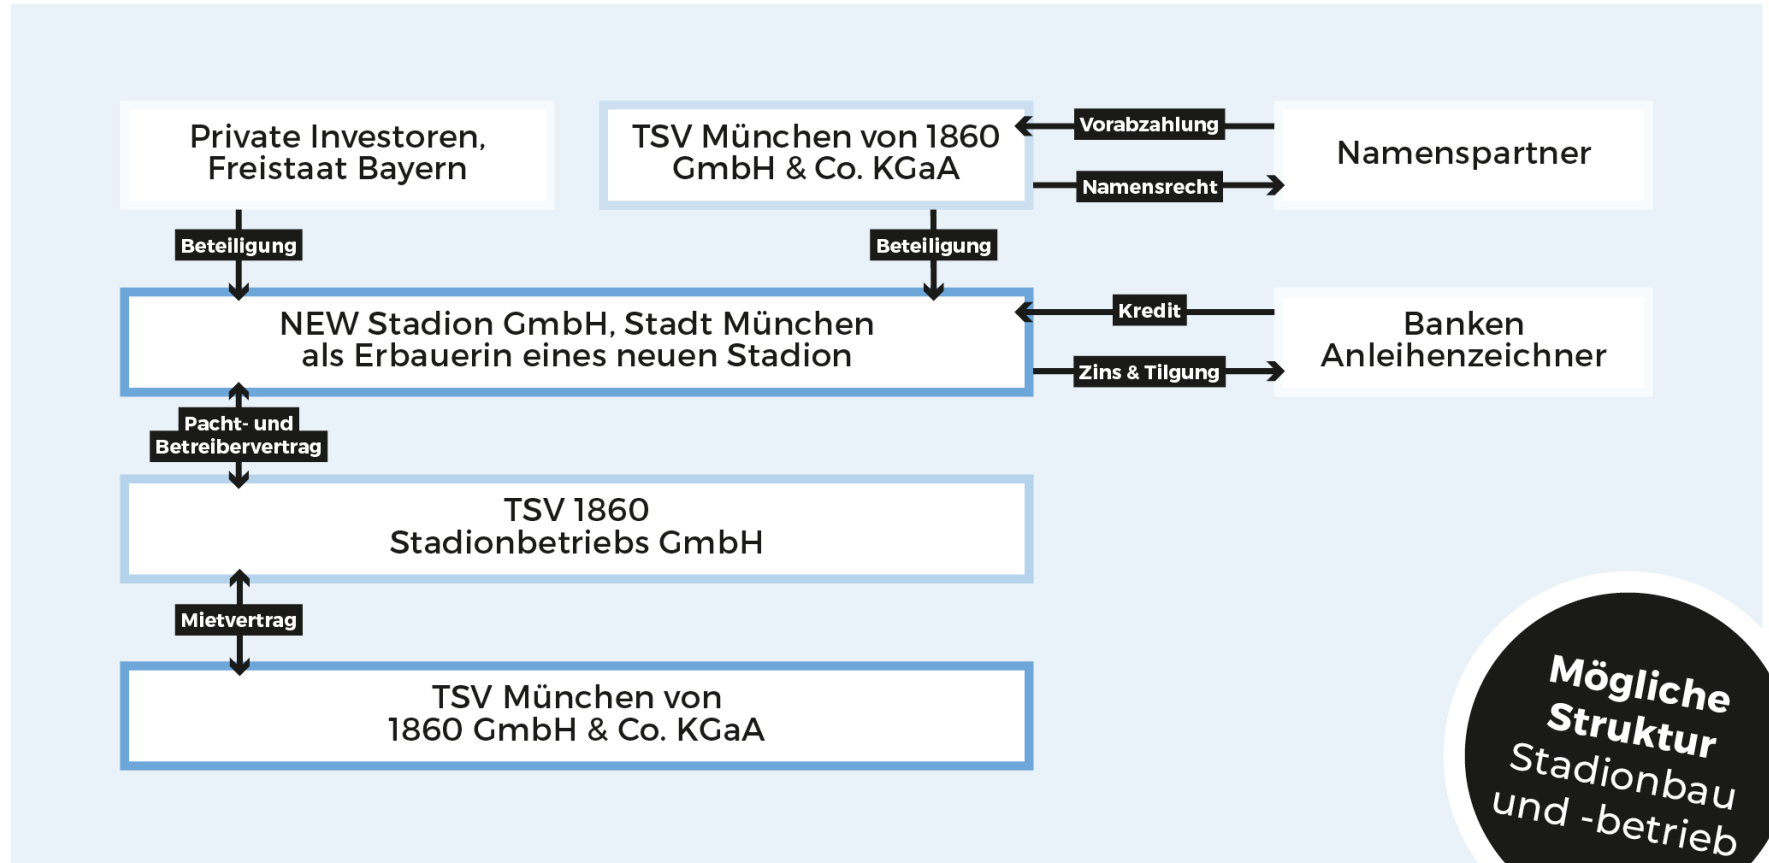 Private Investoren,
Freistaat Bayern
TSV München von 1860
GmbH & Co. KGaA
Vorabzahlung
Namensrecht
Namenspartner
Beteiligung
Beteiligung
NEW Stadion GmbH, Stadt München
als Erbauerin eines neuen Stadion
Kredit
Zins & Tilgung
Banken
Anleihenzeichner
Pacht- und
Betreibervertrag
TSV 1860
Stadionbetriebs GmbH
Mietvertrag
TSV München von
1860 GmbH & Co. KGaA
Mögliche
Struktur
Stadionbau
und -betrieb